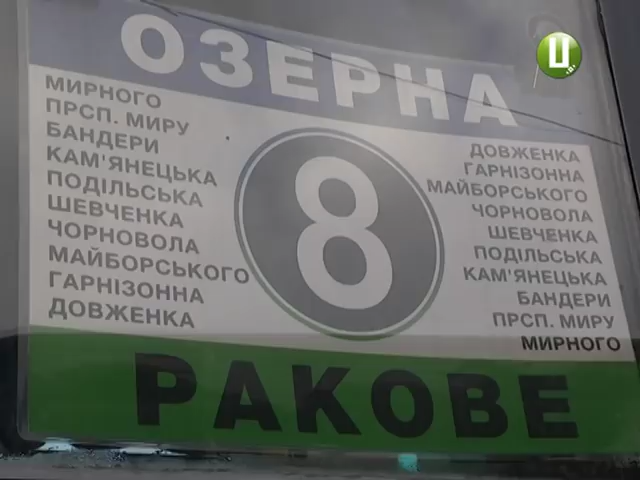 ОЗЕРНА
МИРНОГО
ПРСП. МИРУ
БАНДЕРИ
КАМ'ЯНЕЦЬКА
ПОДІЛЬСЬКА
ШЕВЧЕНКА
ЧОРНОВОЛА
МАЙБОРСЬКОГО
ГАРНІЗОННА
ДОВЖЕНКА
8
ДОВЖЕНКА
ГАРНІЗОННА
МАЙБОРСЬКОГО
ЧОРНОВОЛА
ШЕВЧЕНКА
ПОДІЛЬСЬКА
КАМ'ЯНЕЦЬКА
БАНДЕРИ
ПРСП. МИРУ
МИРНОГО
РАКОВЕ
Ц